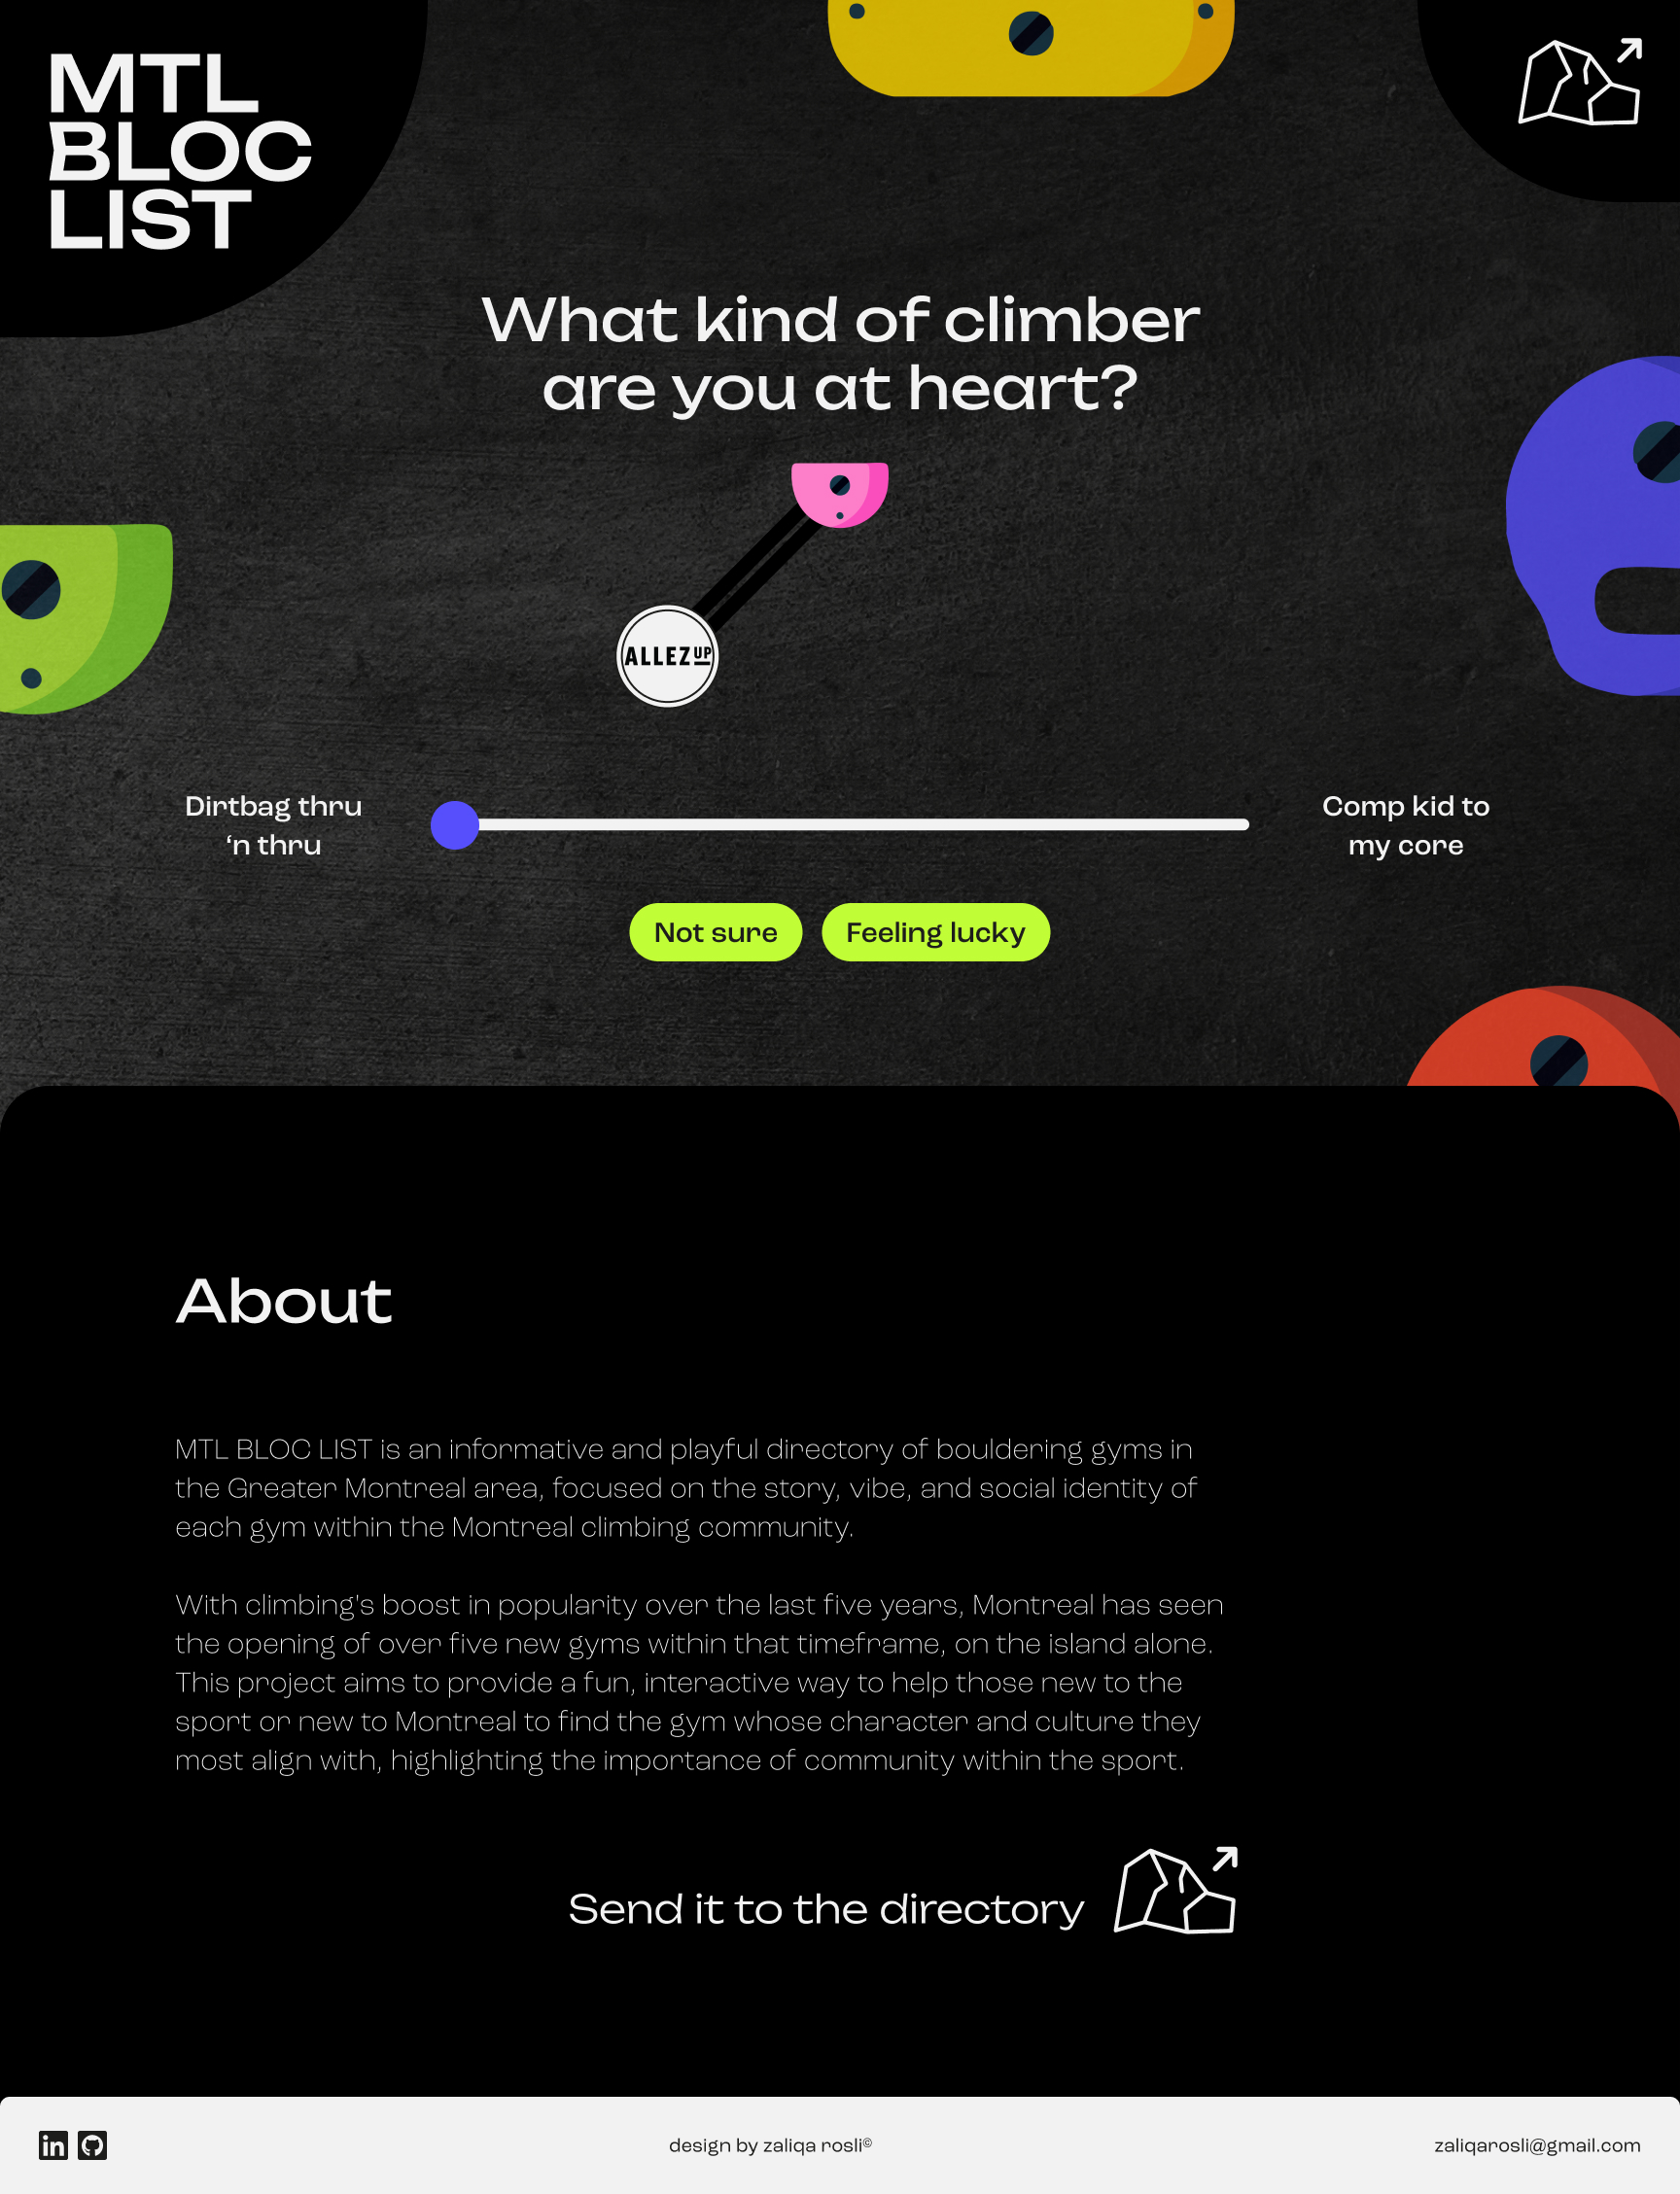 MTL
BLOC
LIST
What kind of climber
are you at heart?
ALLEZ UP
Dirtbag thru
‘n thru
Comp kid to
my core
Not sure
Feeling lucky
About
MTL BLOC LIST is an informative and playful directory of bouldering gyms in
the Greater Montreal area, focused on the story, vibe, and social identity of
each gym within the Montreal climbing community.
With climbing's boost in popularity over the last five years, Montreal has seen
the opening of over five new gyms within that timeframe, on the island alone.
This project aims to provide a fun, interactive way to help those new to the
sport or new to Montreal to find the gym whose character and culture they
most align with, highlighting the importance of community within the sport.
Send it to the directory
in
design by zaliqa rosli©
zaliqarosli@gmail.com